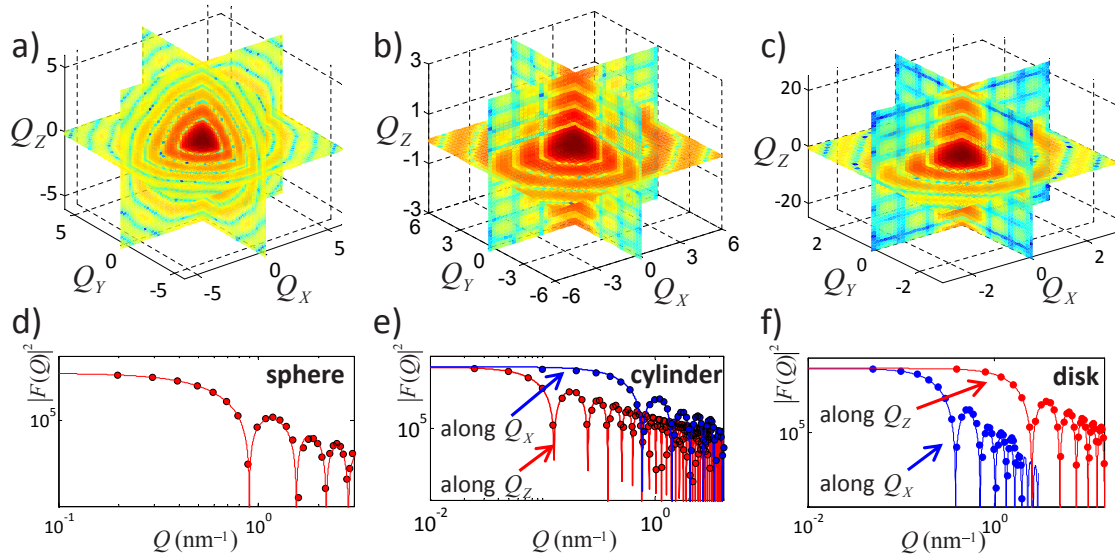 a)
5
0
-5
Q_Z
5
0
-5
Q_Y
-5
0
5
Q_X
b)
3
1
-1
-3
Q_Z
6
3
0
-3
-6
Q_Y
-6
-3
0
3
6
Q_X
c)
20
0
-20
Q_Z
2
0
-2
Q_Y
-2
0
2
Q_X
d)
|F(Q)|^2
10^5
sphere
10^-1
10^0
Q (nm^-1)
e)
|F(Q)|^2
10^5
cylinder
along Q_X
along Q_Z
10^-2
10^0
Q (nm^-1)
f)
|F(Q)|^2
10^5
disk
along Q_Z
along Q_X
10^-2
10^0
Q (nm^-1)